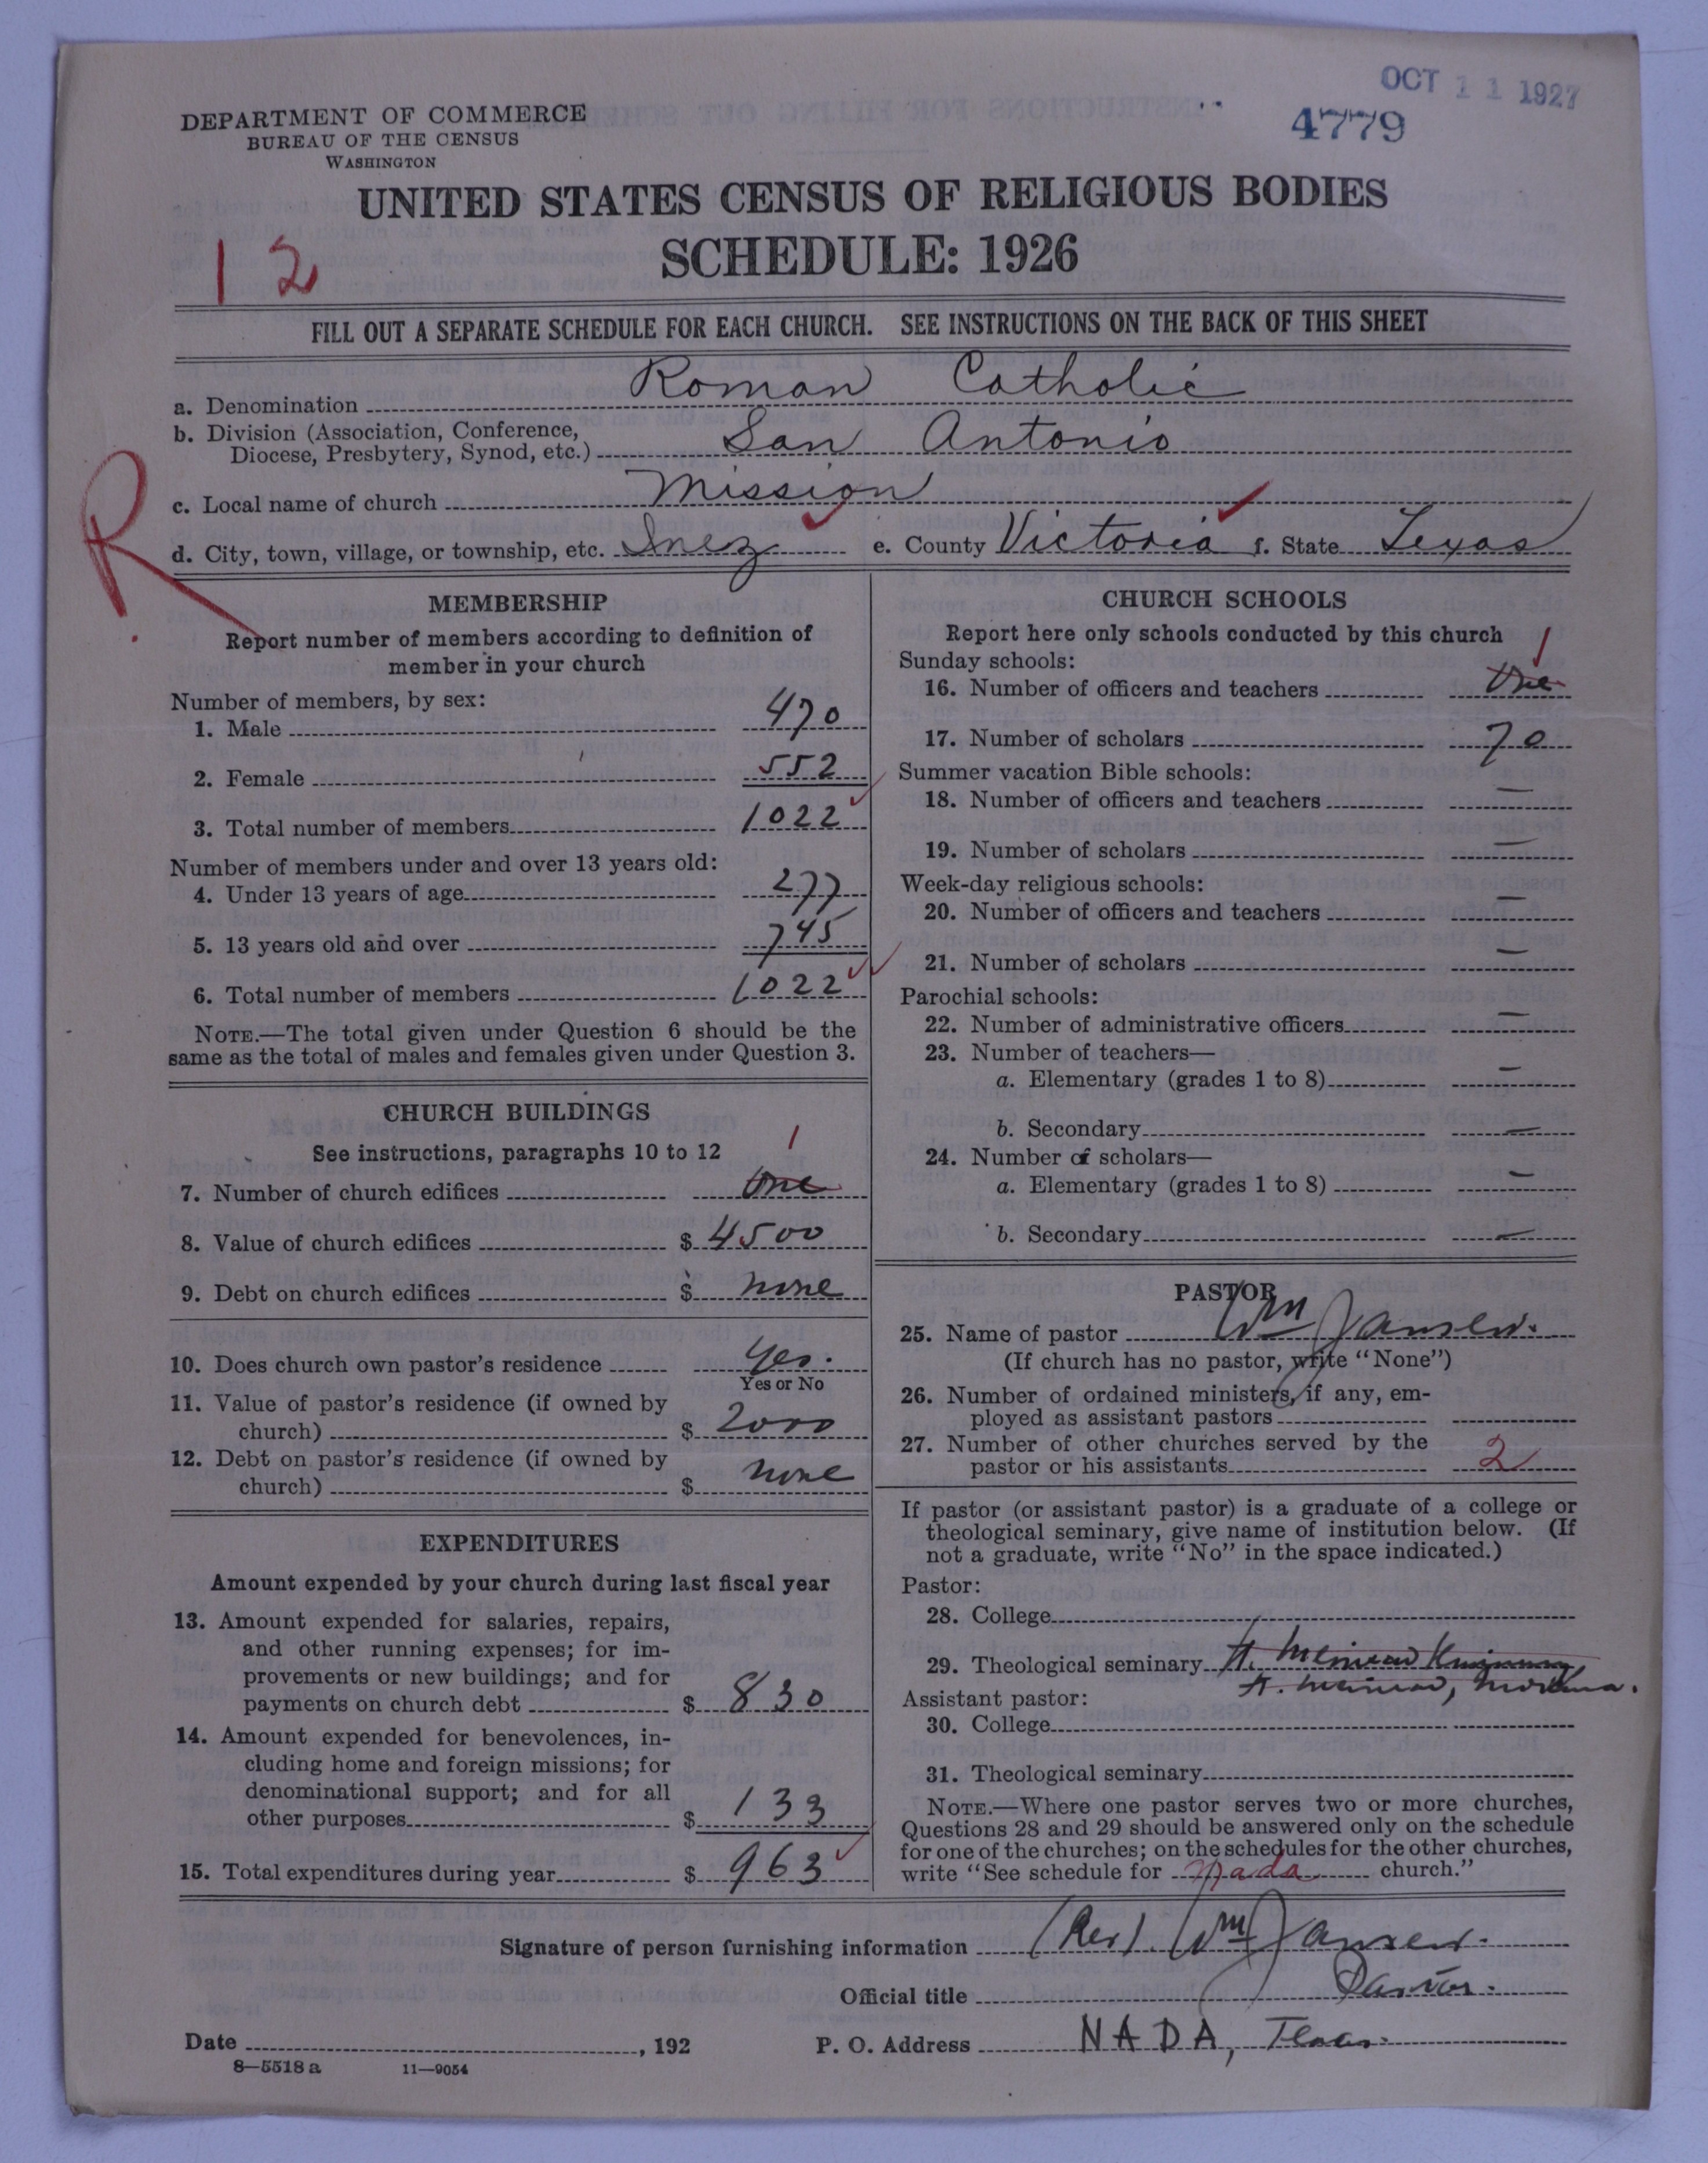 OCT 11 1927
4779
DEPARTMENT OF COMMERCE
BUREAU OF THE CENSUS
WASHINGTON
UNITED STATES CENSUS OF RELIGIOUS BODIES
SCHEDULE: 1926
12
FILL OUT A SEPARATE SCHEDULE FOR EACH CHURCH. SEE INSTRUCTIONS ON THE BACK OF THIS SHEET
a. Denomination Roman Catholic
b. Division (Association, Conference,
Diocese, Presbytery, Synod, etc.) San Antonio
c. Local name of church Mission
R
d. City, town, village, or township, etc. Inez e. County Victoria f. State Texas
MEMBERSHIP
Report number of members according to definition of
member in your church
Number of members, by sex:
1. Male 470
2. Female 552
3. Total number of members 1022
Number of members under and over 13 years old:
4. Under 13 years of age 277
5. 13 years old and over 745
6. Total number of members 1022
NOTE.—The total given under Question 6 should be the
same as the total of males and females given under Question 3.
CHURCH BUILDINGS
See instructions, paragraphs 10 to 12
1
7. Number of church edifices one
8. Value of church edifices $ 4500
9. Debt on church edifices $ none
10. Does church own pastor's residence yes.
Yes or No
11. Value of pastor's residence (if owned by
church) $ 2000
12. Debt on pastor's residence (if owned by
church) $ none
EXPENDITURES
Amount expended by your church during last fiscal year
13. Amount expended for salaries, repairs,
and other running expenses; for im-
provements or new buildings; and for
payments on church debt $ 830
14. Amount expended for benevolences, in-
cluding home and foreign missions; for
denominational support; and for all
other purposes $ 133
15. Total expenditures during year $ 963
CHURCH SCHOOLS
Report here only schools conducted by this church
Sunday schools: 1
16. Number of officers and teachers one
17. Number of scholars 70
Summer vacation Bible schools:
18. Number of officers and teachers —
19. Number of scholars —
Week-day religious schools:
20. Number of officers and teachers —
21. Number of scholars —
Parochial schools:
22. Number of administrative officers —
23. Number of teachers—
a. Elementary (grades 1 to 8) —
b. Secondary —
24. Number of scholars—
a. Elementary (grades 1 to 8) —
b. Secondary —
PASTOR
25. Name of pastor Wm Jansen.
(If church has no pastor, write "None")
26. Number of ordained ministers, if any, em-
ployed as assistant pastors
27. Number of other churches served by the
pastor or his assistants 2
If pastor (or assistant pastor) is a graduate of a college or
theological seminary, give name of institution below. (If
not a graduate, write "No" in the space indicated.)
Pastor:
28. College
29. Theological seminary St. Meinrad
St. Meinrad, Indiana.
Assistant pastor:
30. College
31. Theological seminary
NOTE.—Where one pastor serves two or more churches,
Questions 28 and 29 should be answered only on the schedule
for one of the churches; on the schedules for the other churches,
write "See schedule for Nada church."
Signature of person furnishing information (Rev). Wm Jansen.
Official title Pastor.
Date , 192 P. O. Address NADA, Texas.
8—5518 a 11—9054